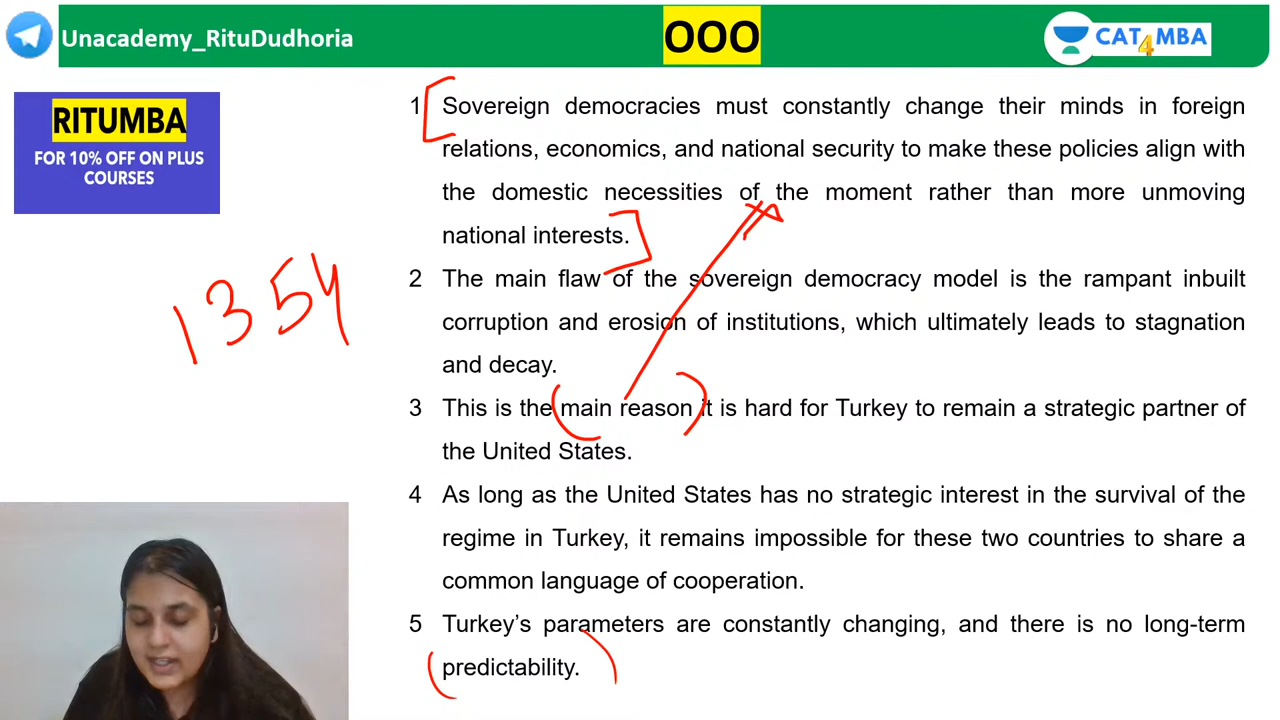 Unacademy_RituDudhoria
OOO
CAT4MBA
RITUMBA
FOR 10% OFF ON PLUS
COURSES
1 Sovereign democracies must constantly change their minds in foreign
relations, economics, and national security to make these policies align with
the domestic necessities of the moment rather than more unmoving
national interests.
2 The main flaw of the sovereign democracy model is the rampant inbuilt
corruption and erosion of institutions, which ultimately leads to stagnation
and decay.
3 This is the main reason it is hard for Turkey to remain a strategic partner of
the United States.
4 As long as the United States has no strategic interest in the survival of the
regime in Turkey, it remains impossible for these two countries to share a
common language of cooperation.
5 Turkey's parameters are constantly changing, and there is no long-term
predictability.
1354